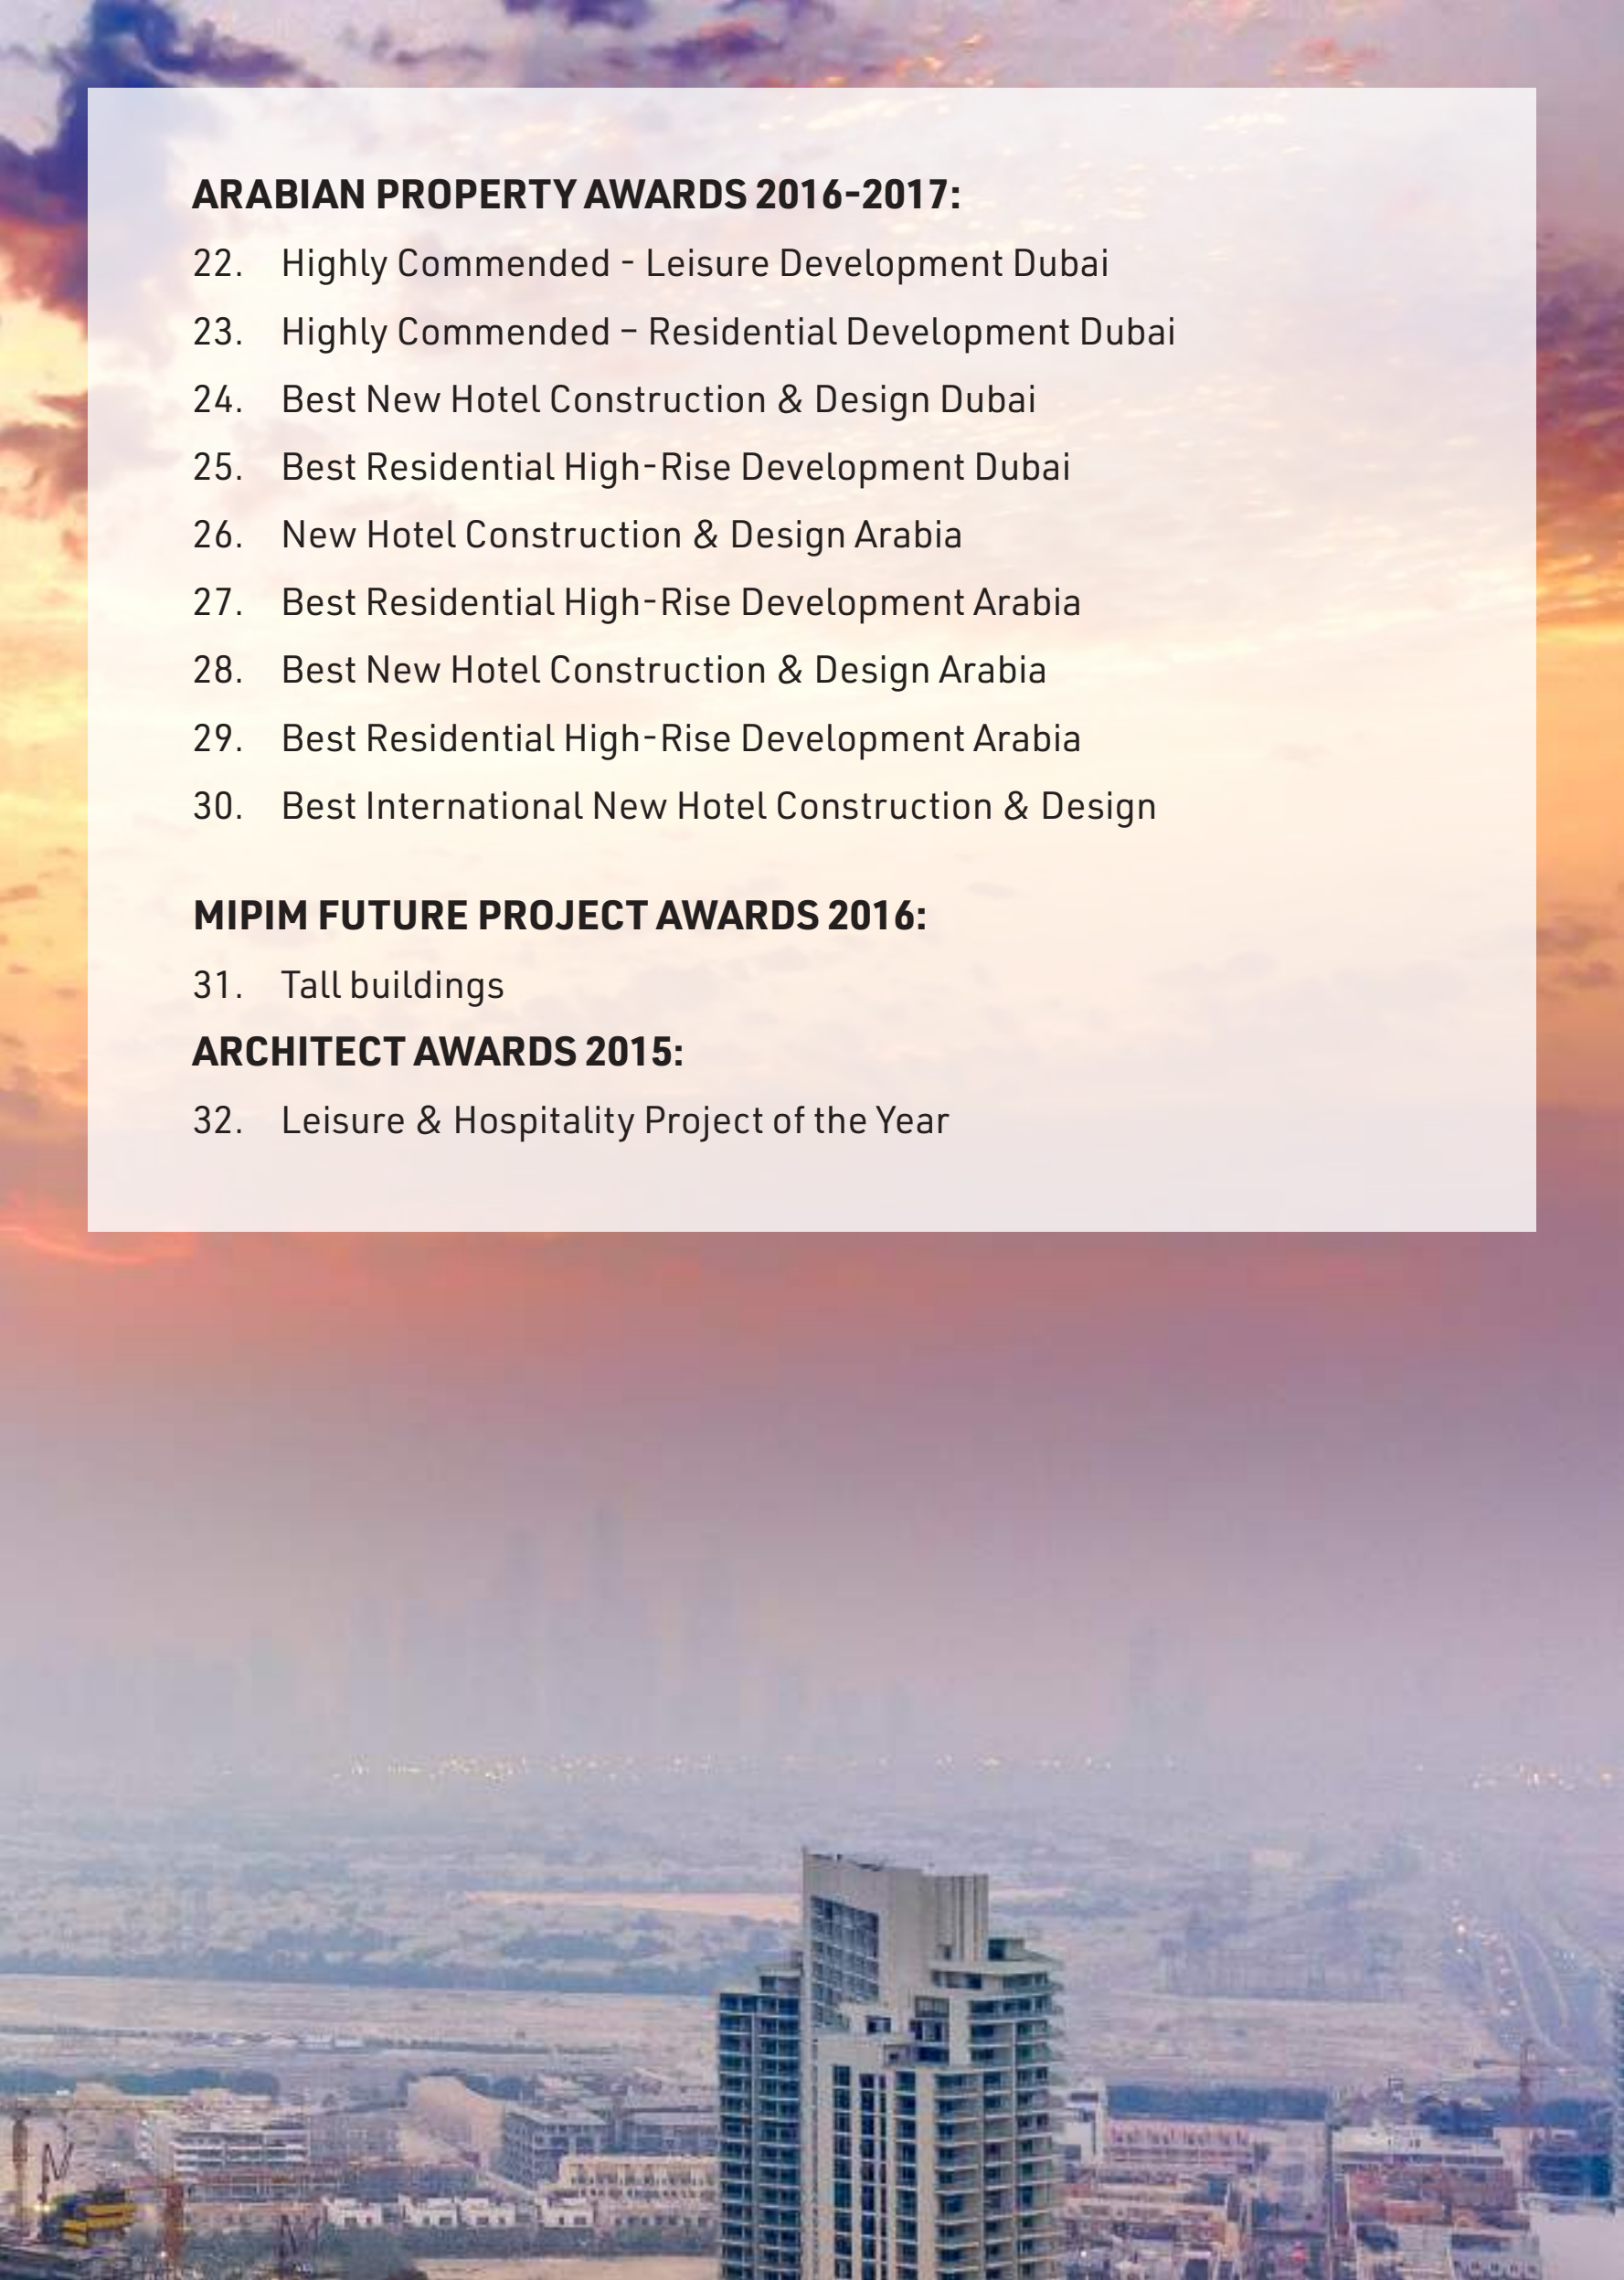 ARABIAN PROPERTY AWARDS 2016-2017:
22. Highly Commended - Leisure Development Dubai
23. Highly Commended – Residential Development Dubai
24. Best New Hotel Construction & Design Dubai
25. Best Residential High-Rise Development Dubai
26. New Hotel Construction & Design Arabia
27. Best Residential High-Rise Development Arabia
28. Best New Hotel Construction & Design Arabia
29. Best Residential High-Rise Development Arabia
30. Best International New Hotel Construction & Design
MIPIM FUTURE PROJECT AWARDS 2016:
31. Tall buildings
ARCHITECT AWARDS 2015:
32. Leisure & Hospitality Project of the Year